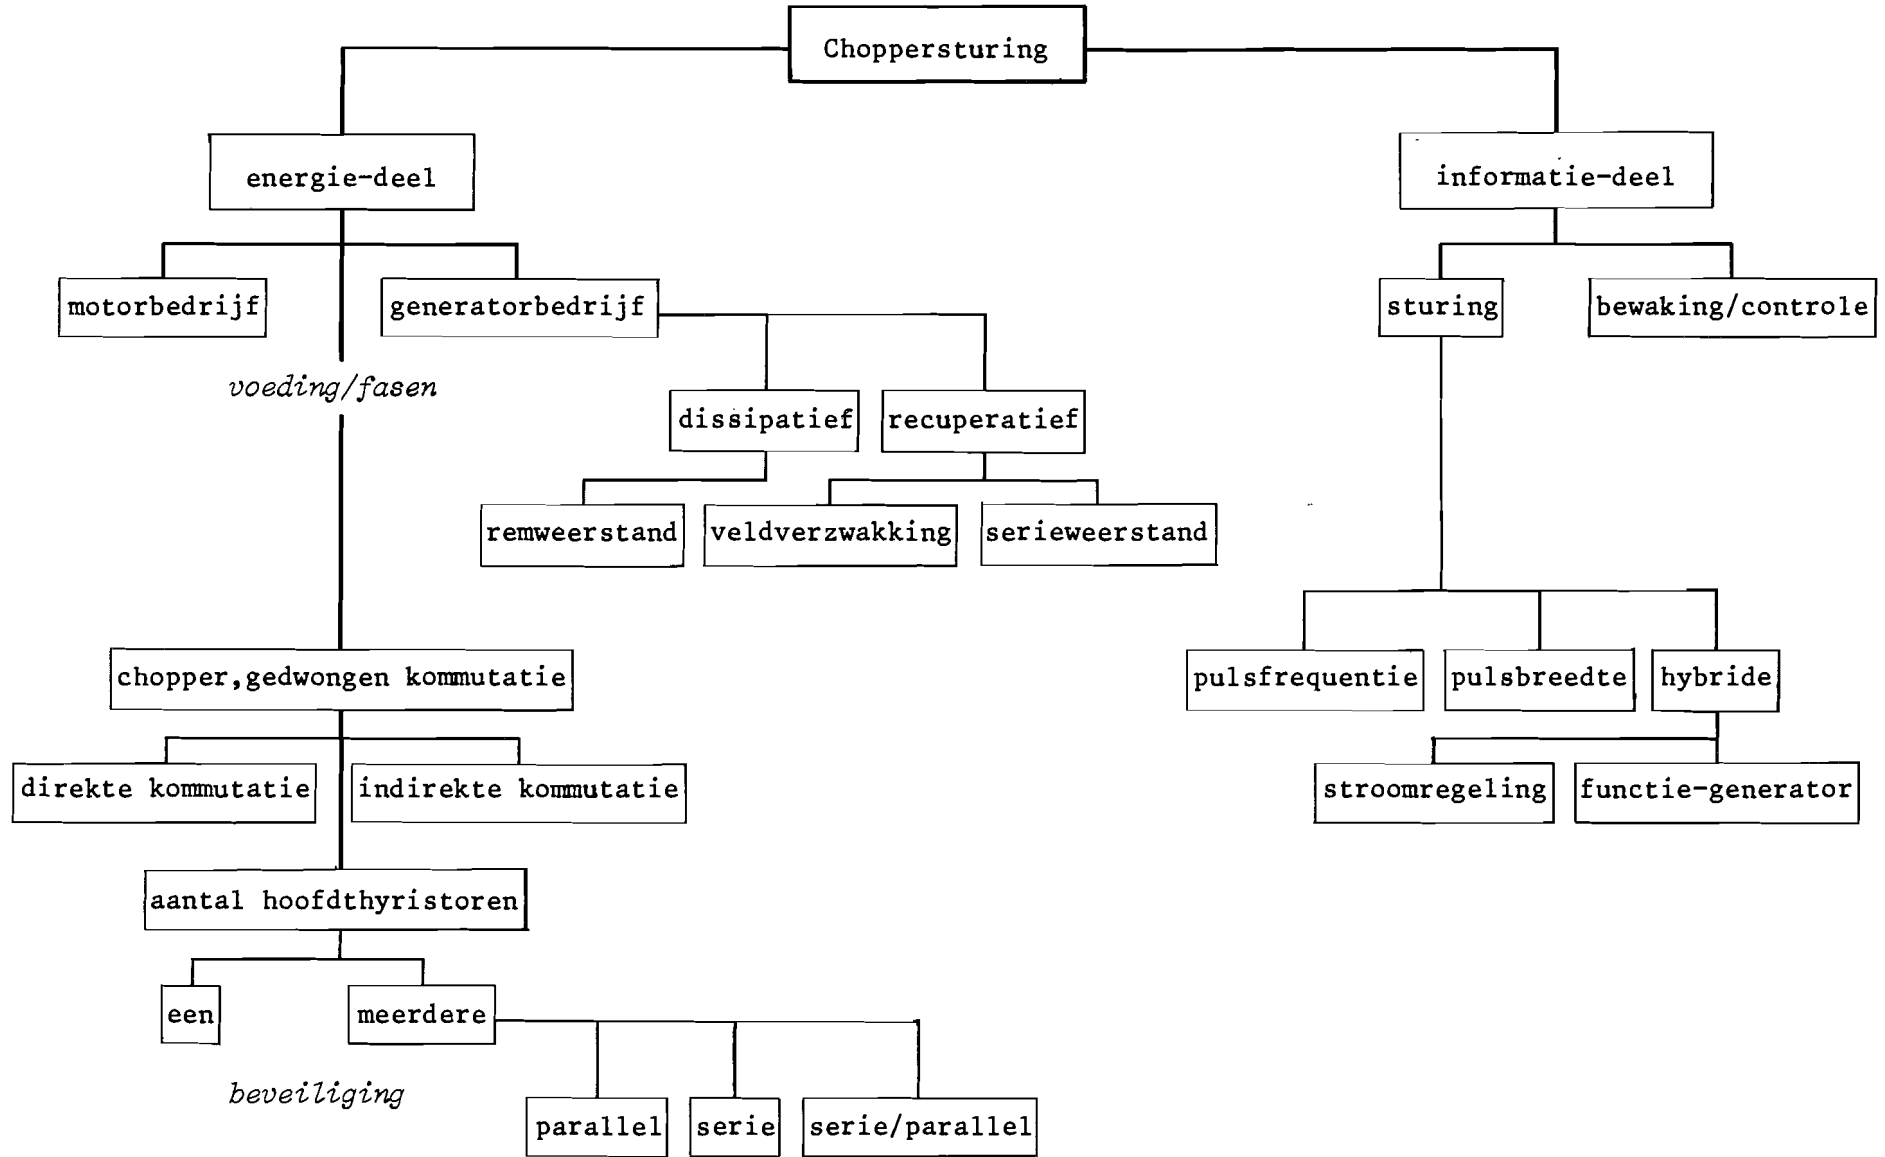 Choppersturing
energie-deel
informatie-deel
motorbedrijf
generatorbedrijf
sturing
bewaking/controle
voeding/fasen
dissipatief
recuperatief
remweerstand
veldverzwakking
serieweerstand
chopper,gedwongen kommutatie
pulsfrequentie
pulsbreedte
hybride
direkte kommutatie
indirekte kommutatie
stroomregeling
functie-generator
aantal hoofdthyristoren
een
meerdere
beveiliging
parallel
serie
serie/parallel